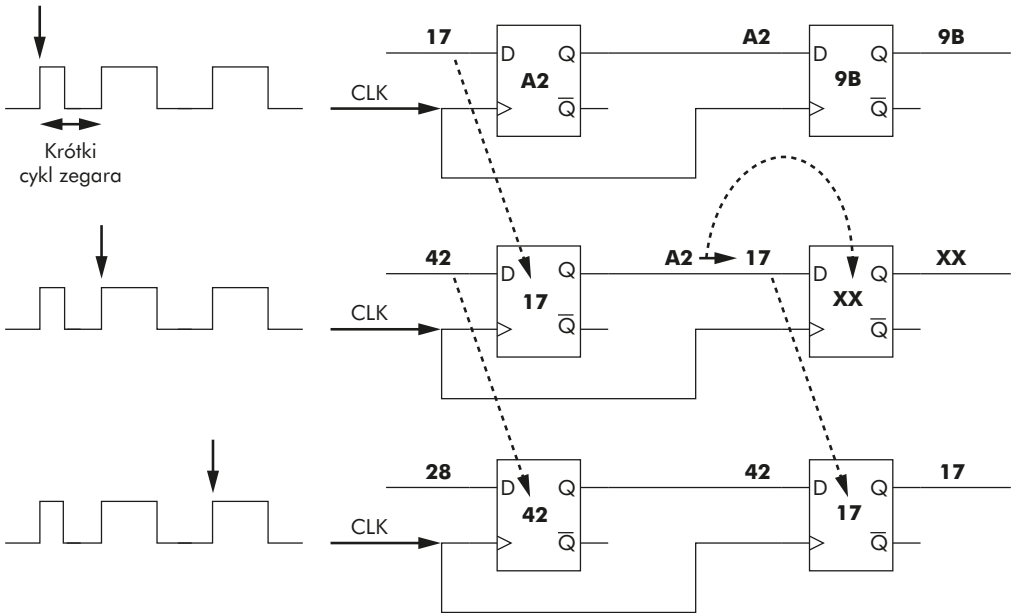 17
A2
9B
D
Q
A2
Q̅
D
Q
9B
Q̅
CLK
Krótki
cykl zegara
42
A2
17
XX
D
Q
17
Q̅
D
Q
XX
Q̅
CLK
28
42
17
D
Q
42
Q̅
D
Q
17
Q̅
CLK